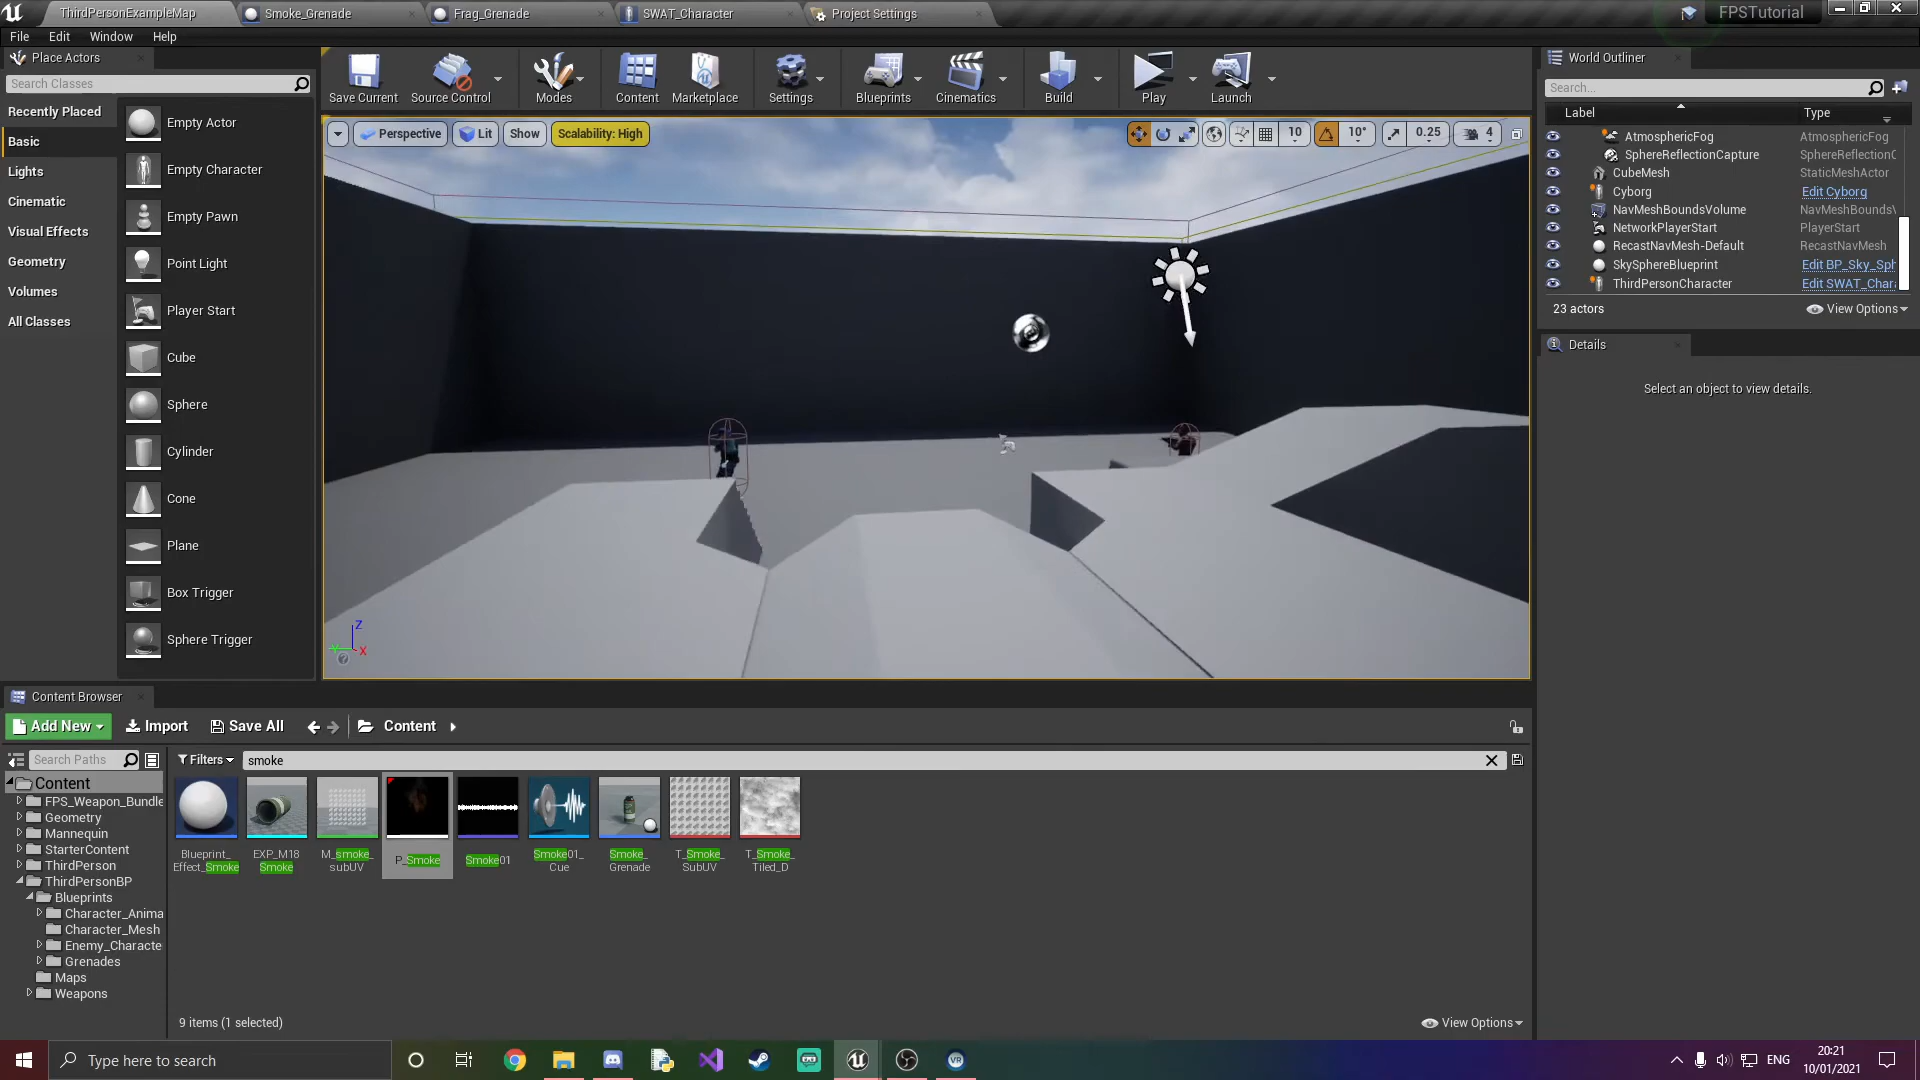 ThirdPersonExampleMap
Smoke_Grenade
Frag_Grenade
SWAT_Character
Project Settings
FPSTutorial
File Edit Window Help
Place Actors
Search Classes
Recently Placed
Basic
Lights
Cinematic
Visual Effects
Geometry
Volumes
All Classes
Empty Actor
Empty Character
Empty Pawn
Point Light
Player Start
Cube
Sphere
Cylinder
Cone
Plane
Box Trigger
Sphere Trigger
Save Current
Source Control
Modes
Content
Marketplace
Settings
Blueprints
Cinematics
Build
Play
Launch
Perspective
Lit
Show
Scalability: High
10
10°
0.25
4
Z
Y
X
World Outliner
Search...
Label Type
AtmosphericFog AtmosphericFog
SphereReflectionCapture SphereReflectionC
CubeMesh StaticMeshActor
Cyborg Edit Cyborg
NavMeshBoundsVolume NavMeshBoundsV
NetworkPlayerStart PlayerStart
RecastNavMesh-Default RecastNavMesh
SkySphereBlueprint Edit BP_Sky_Sph
ThirdPersonCharacter Edit SWAT_Chara
23 actors
View Options
Details
Select an object to view details.
Content Browser
Add New
Import
Save All
Content
Search Paths
Filters
smoke
Content
FPS_Weapon_Bundle
Geometry
Mannequin
StarterContent
ThirdPerson
ThirdPersonBP
Blueprints
Character_Anima
Character_Mesh
Enemy_Characte
Grenades
Maps
Weapons
Blueprint_
Effect_Smoke
EXP_M18
Smoke
M_smoke_
subUV
P_Smoke
Smoke01
Smoke01_
Cue
Smoke_
Grenade
T_Smoke_
SubUV
T_Smoke_
Tiled_D
9 items (1 selected)
View Options
Type here to search
ENG
20:21
10/01/2021